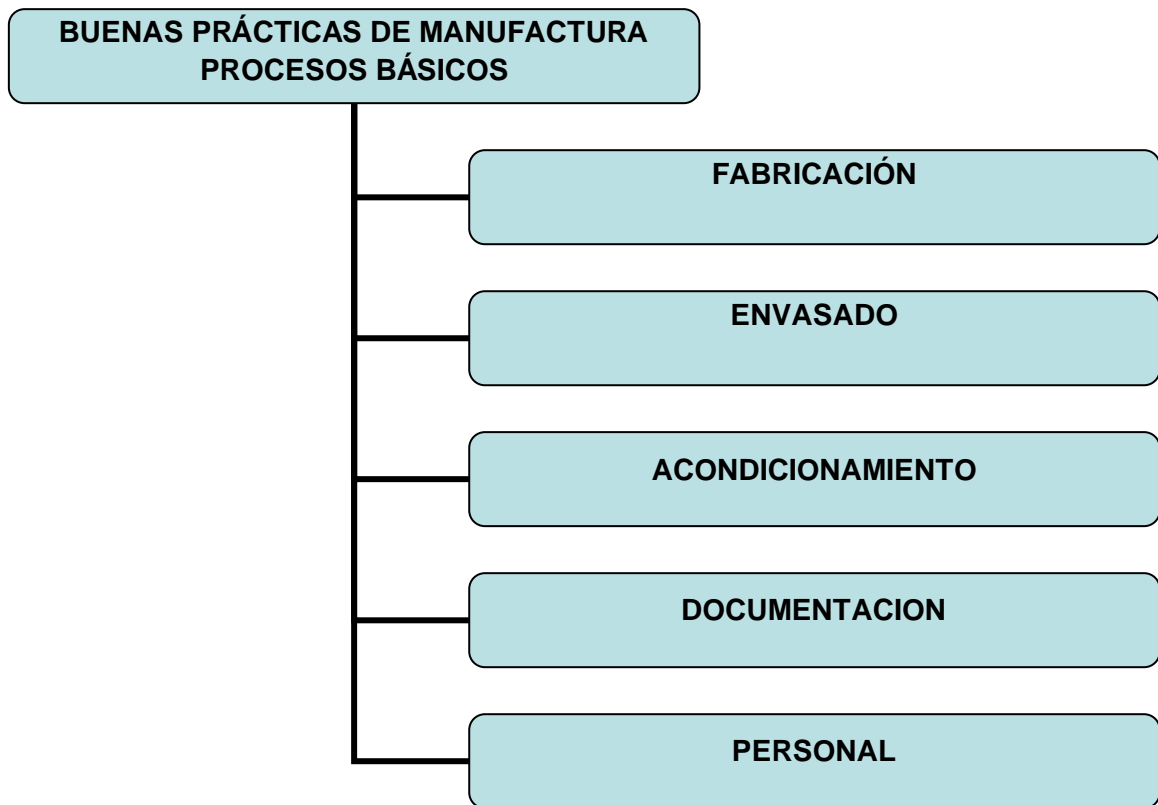 BUENAS PRÁCTICAS DE MANUFACTURA
PROCESOS BÁSICOS
FABRICACIÓN
ENVASADO
ACONDICIONAMIENTO
DOCUMENTACION
PERSONAL